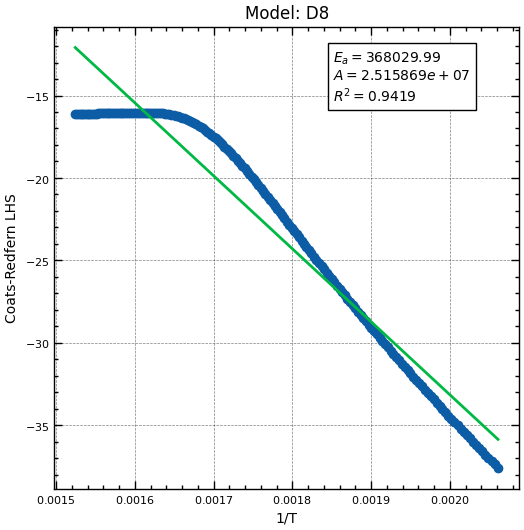 Model: D8
E_a = 368029.99
A = 2.515869e + 07
R² = 0.9419
Coats-Redfern LHS
−15
−20
−25
−30
−35
0.0015 0.0016 0.0017 0.0018 0.0019 0.0020
1/T